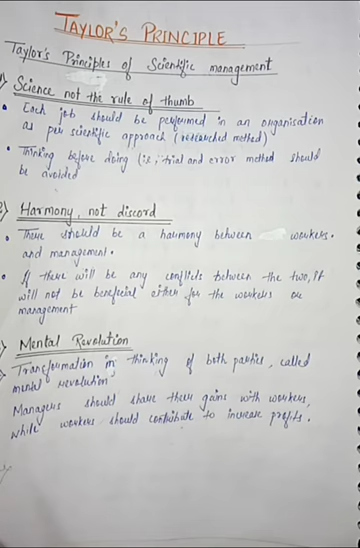 TAYLOR'S PRINCIPLE
Taylor's Principles of Scientific management
Science not the rule of thumb
• Each job should be performed in an organisation
as per scientific approach (researched method)
• Thinking before doing (i.e, trial and error method should
be avoided
2) Harmony, not discord
• There should be a harmony between workers.
and management.
• If there will be any conflicts between the two, it
will not be beneficial either for the workers or
management
Mental Revolution
Transformation in thinking of both parties, called
mental revolution
Managers should share their gains with workers,
while workers should contribute to increase profits.